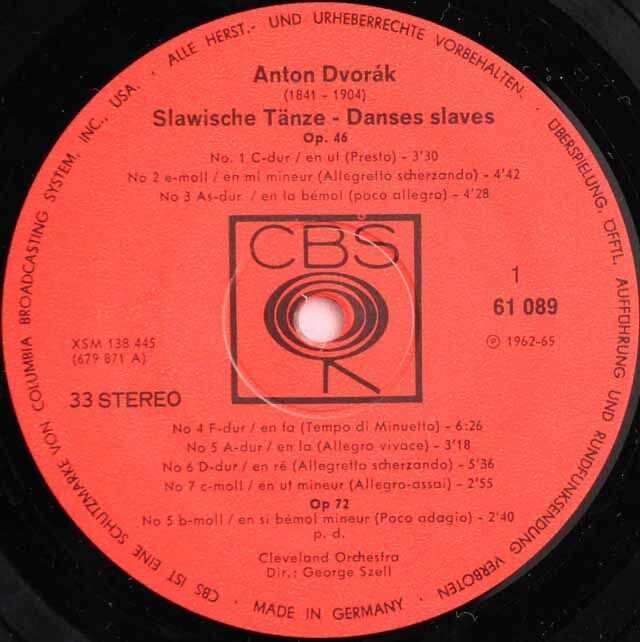 Anton Dvořák
(1841 - 1904)
Slawische Tänze - Danses slaves
Op. 46
No. 1 C-dur / en ut (Presto) - 3'30
No 2 e-moll / en mi mineur (Allegretto scherzando) - 4'42
No 3 As-dur / en la bémol (poco allegro) - 4'28
CBS
1
61 089
XSM 138 445
(679 871 A)
℗ 1962-65
33 STEREO
No 4 F-dur / en fa (Tempo di Minuetto) - 6:26
No 5 A-dur / en la (Allegro vivace) - 3'18
No 6 D-dur / en ré (Allegretto scherzando) - 5'36
No 7 c-moll / en ut mineur (Allegro-assai) - 2'55
Op 72
No 5 b-moll / en si bémol mineur (Poco adagio) - 2'40
p. d.
Cleveland Orchestra
Dir.: George Szell
CBS IST EINE SCHUTZMARKE VON COLUMBIA BROADCASTING SYSTEM, INC., USA. · ALLE HERST.- UND URHEBERRECHTE VORBEHALTEN. · ÜBERSPIELUNG, ÖFFTL. AUFFÜHRUNG UND RUNDFUNKSENDUNG VERBOTEN · MADE IN GERMANY ·